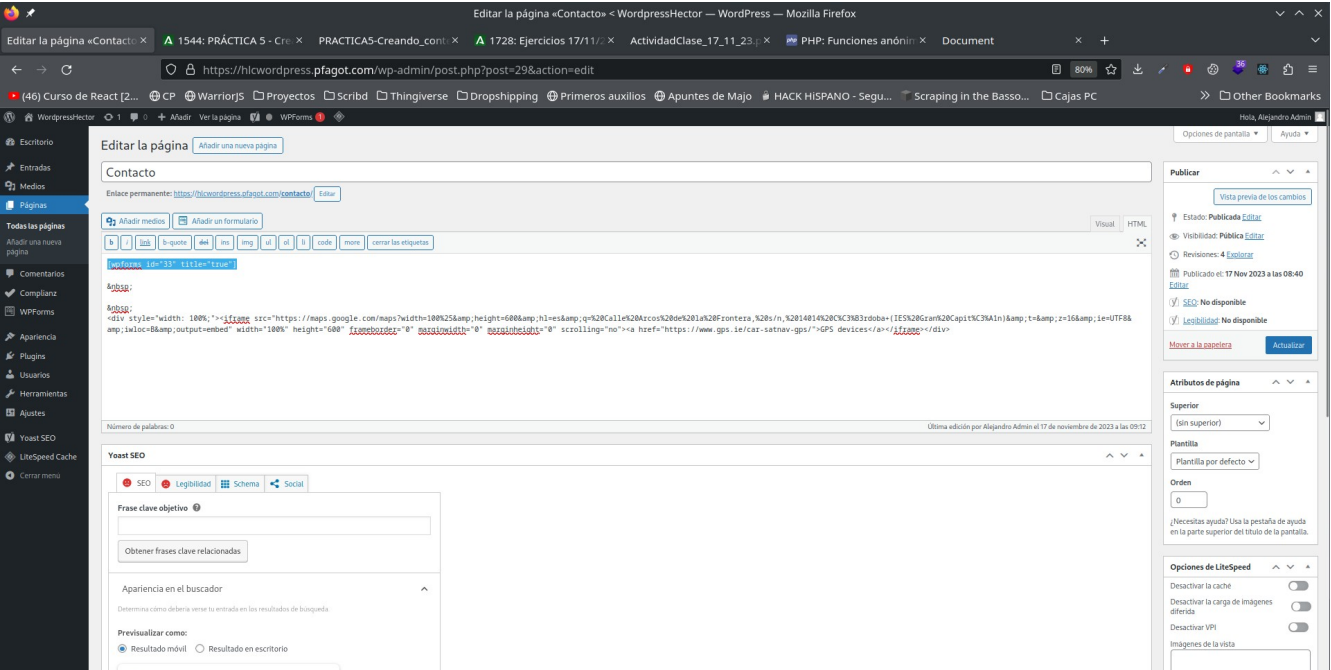 Editar la página «Contacto» < WordpressHector — WordPress — Mozilla Firefox
Editar la página «Contacto
1544: PRÁCTICA 5 - Cre
PRACTICA5-Creando_cont
1728: Ejercicios 17/11/2
ActividadClase_17_11_23.p
PHP: Funciones anónim
Document
https://hlcwordpress.pfagot.com/wp-admin/post.php?post=29&action=edit
80%
36
(46) Curso de React [2...
CP
WarriorJS
Proyectos
Scribd
Thingiverse
Dropshipping
Primeros auxilios
Apuntes de Majo
HACK HiSPANO - Segu...
Scraping in the Basso...
Cajas PC
Other Bookmarks
WordpressHector
1
0
+ Añadir
Ver la página
WPForms 1
Hola, Alejandro Admin
Escritorio
Entradas
Medios
Páginas
Todas las páginas
Añadir una nueva
página
Comentarios
Complianz
WPForms
Apariencia
Plugins
Usuarios
Herramientas
Ajustes
Yoast SEO
LiteSpeed Cache
Cerrar menú
Opciones de pantalla
Ayuda
Editar la página
Añadir una nueva página
Contacto
Enlace permanente: https://hlcwordpress.pfagot.com/contacto/ Editar
Añadir medios
Añadir un formulario
Visual
HTML
b
i
link
b-quote
del
ins
img
ul
ol
li
code
more
cerrar las etiquetas
[wpforms id="33" title="true"]
&nbsp;
&nbsp;
<div style="width: 100%;"><iframe src="https://maps.google.com/maps?width=100%25&amp;height=600&amp;hl=es&amp;q=%20Calle%20Arcos%20de%20la%20Frontera,%20s/n,%2014014%20C%C3%B3rdoba+(IES%20Gran%20Capit%C3%A1n)&amp;t=&amp;z=16&amp;ie=UTF8&
amp;iwloc=B&amp;output=embed" width="100%" height="600" frameborder="0" marginwidth="0" marginheight="0" scrolling="no"><a href="https://www.gps.ie/car-satnav-gps/">GPS devices</a></iframe></div>
Número de palabras: 0
Última edición por Alejandro Admin el 17 de noviembre de 2023 a las 09:12
Yoast SEO
SEO
Legibilidad
Schema
Social
Frase clave objetivo
Obtener frases clave relacionadas
Apariencia en el buscador
Determina cómo debería verse tu entrada en los resultados de búsqueda
Previsualizar como:
Resultado móvil
Resultado en escritorio
Publicar
Vista previa de los cambios
Estado: Publicada Editar
Visibilidad: Pública Editar
Revisiones: 4 Explorar
Publicado el: 17 Nov 2023 a las 08:40
Editar
SEO: No disponible
Legibilidad: No disponible
Mover a la papelera
Actualizar
Atributos de página
Superior
(sin superior)
Plantilla
Plantilla por defecto
Orden
0
¿Necesitas ayuda? Usa la pestaña de ayuda
en la parte superior del título de la pantalla.
Opciones de LiteSpeed
Desactivar la caché
Desactivar la carga de imágenes
diferida
Desactivar VPI
Imágenes de la vista